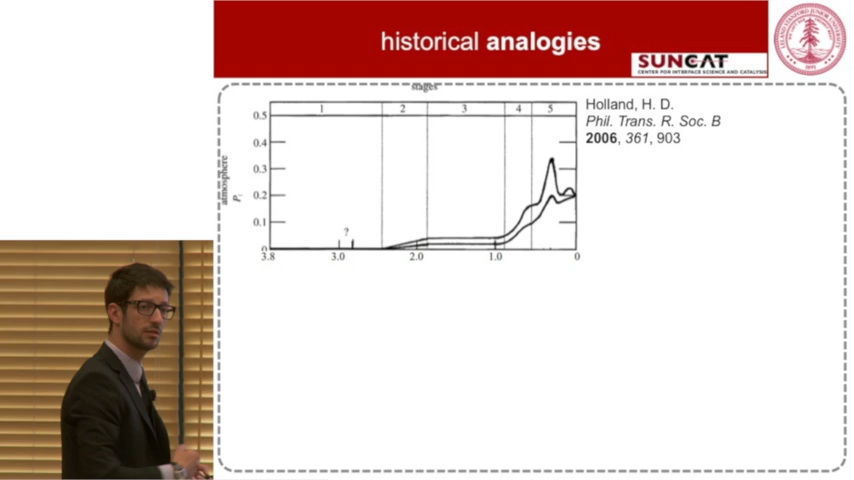 historical analogies
SUNCAT
CENTER FOR INTERFACE SCIENCE AND CATALYSIS
stages
1 2 3 4 5
0.5
0.4
0.3
0.2
0.1
0
atmosphere
?
3.8 3.0 2.0 1.0 0
Holland, H. D.
Phil. Trans. R. Soc. B
2006, 361, 903